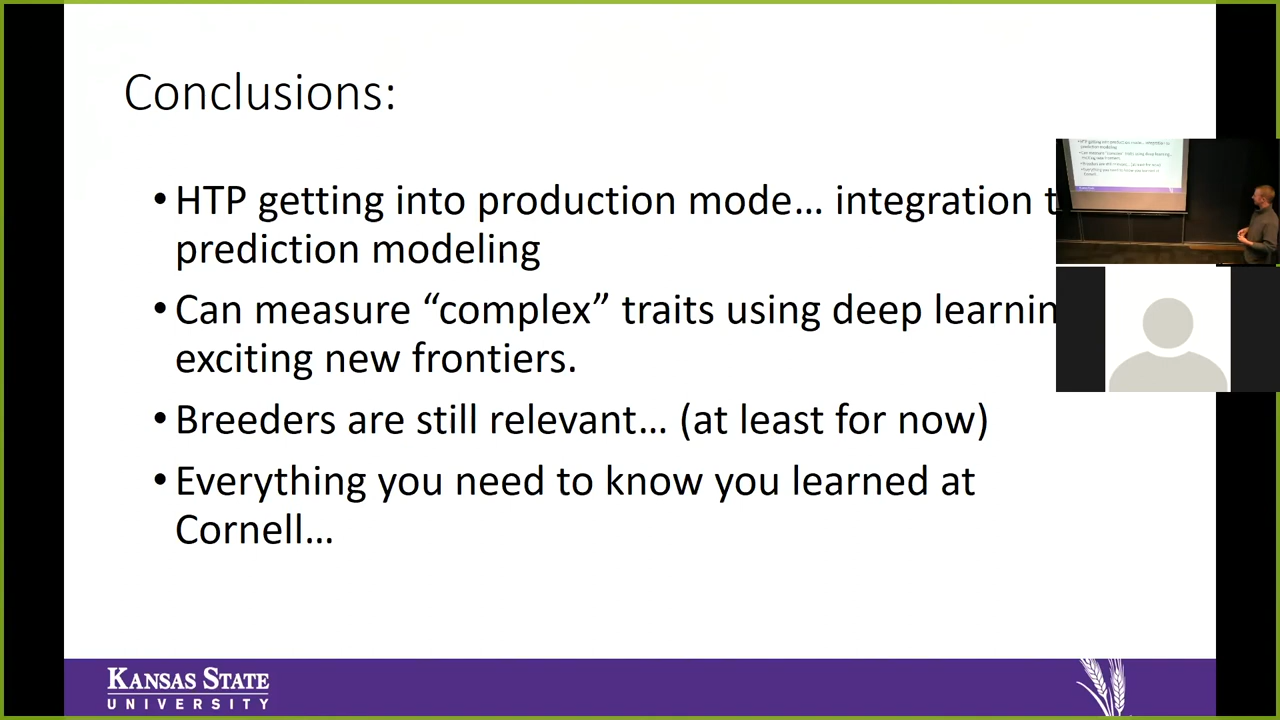 Conclusions:
• HTP getting into production mode… integration
prediction modeling
• Can measure “complex” traits using deep
exciting new frontiers.
• Breeders are still relevant… (at least for now)
• Everything you need to know you learned at
Cornell…
KANSAS STATE
UNIVERSITY